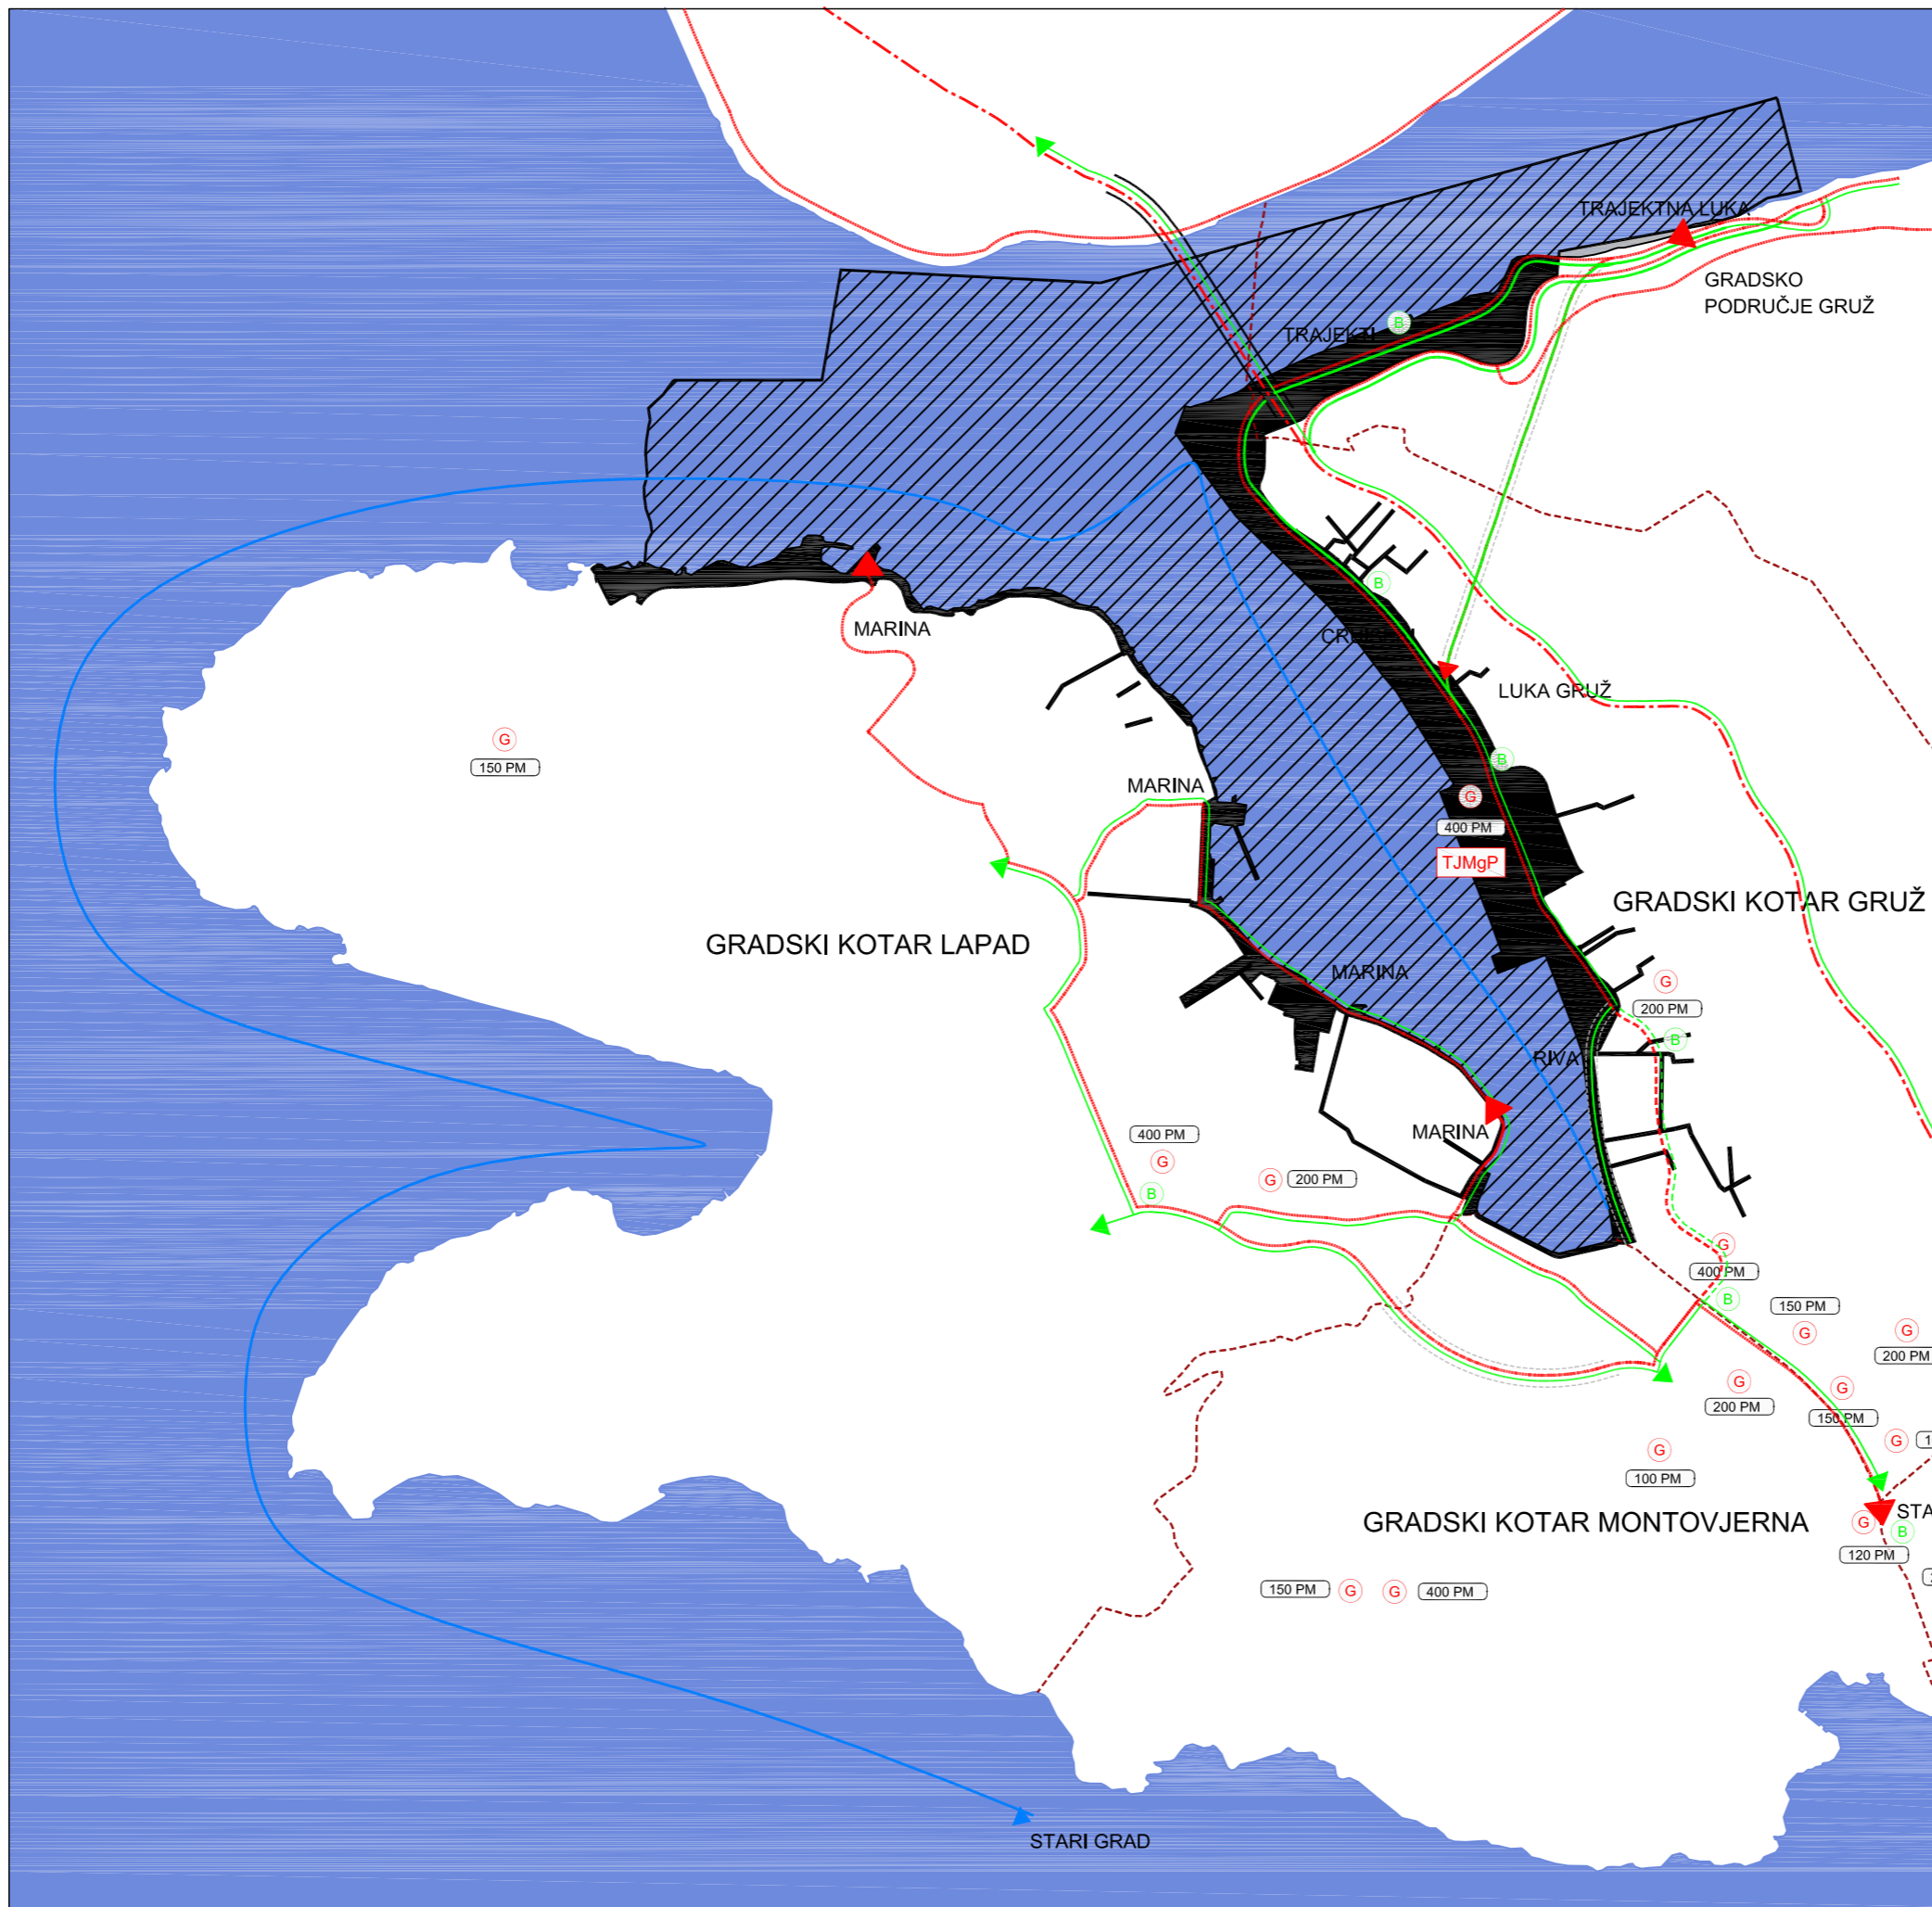 TRAJEKTNA LUKA
GRADSKO
PODRUČJE GRUŽ
B
TRAJEKTI
B
MARINA
LUKA GRUŽ
G
150 PM
B
MARINA
G
400 PM
TJMgP
GRADSKI KOTAR GRUŽ
GRADSKI KOTAR LAPAD
MARINA
G
200 PM
B
RIVA
MARINA
400 PM
G
G
200 PM
B
G
400 PM
B
150 PM
G
G
200 PM
G
200 PM
G
150 PM
G
G
100 PM
GRADSKI KOTAR MONTOVJERNA
G
B
120 PM
150 PM
G
G
400 PM
STARI GRAD